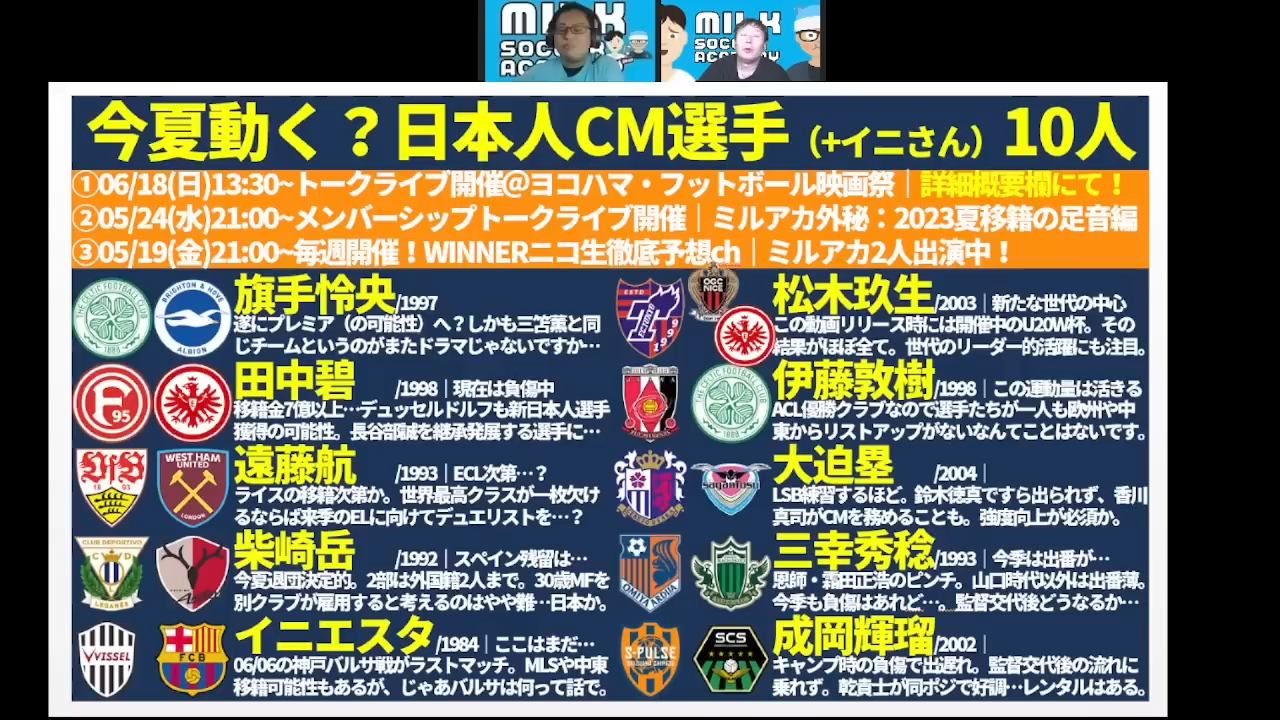 MILK
SOCCER
ACADEMY
MILK
SOCCER
ACADEMY
今夏動く？日本人CM選手（+イニさん）10人
①06/18(日)13:30~トークライブ開催@ヨコハマ・フットボール映画祭｜詳細概要欄にて！
②05/24(水)21:00~メンバーシップトークライブ開催｜ミルアカ外秘：2023夏移籍の足音編
③05/19(金)21:00~毎週開催！WINNERニコ生徹底予想ch｜ミルアカ2人出演中！
旗手怜央/1997
遂にプレミア（の可能性）へ？しかも三笘薫と同
じチームというのがまたドラマじゃないですか…
田中碧 /1998｜現在は負傷中
移籍金7億以上…デュッセルドルフも新日本人選手
獲得の可能性。長谷部誠を継承発展する選手に…
遠藤航 /1993｜ECL次第…？
ライスの移籍次第か。世界最高クラスが一枚欠け
るならば来季のELに向けてデュエリストを…？
柴崎岳 /1992｜スペイン残留は…
今夏退団決定的。2部は外国籍2人まで。30歳MFを
別クラブが雇用すると考えるのはやや難…日本か。
イニエスタ/1984｜ここはまだ…
06/06の神戸バルサ戦がラストマッチ。MLSや中東
移籍可能性もあるが、じゃあバルサは何って話で。
松木玖生/2003｜新たな世代の中心
この動画リリース時には開催中のU20W杯。その
結果がほぼ全て。世代のリーダー的活躍にも注目。
伊藤敦樹/1998｜この運動量は活きる
ACL優勝クラブなので選手たちが一人も欧州や中
東からリストアップがないなんてことはないです。
大迫塁 /2004｜
LSB練習するほど。鈴木徳真ですら出られず、香川
真司がCMを務めることも。強度向上が必須か。
三幸秀稔/1993｜今季は出番が…
恩師・霜田正浩のピンチ。山口時代以外は出番薄。
今季も負傷はあれど…。監督交代後どうなるか…
成岡輝瑠/2002｜
キャンプ時の負傷で出遅れ。監督交代後の流れに
乗れず。乾貴士が同ポジで好調…レンタルはある。